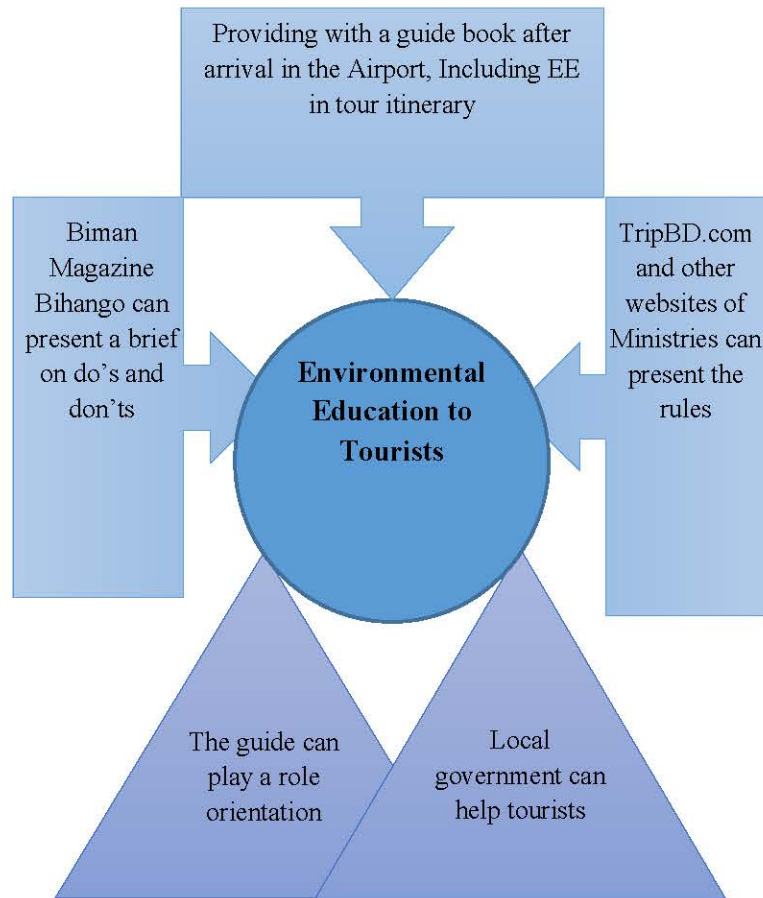 Providing with a guide book after
arrival in the Airport, Including EE
in tour itinerary
Biman
Magazine
Bihango can
present a brief
on do’s and
don’ts
Environmental
Education to
Tourists
TripBD.com
and other
websites of
Ministries can
present the
rules
The guide can
play a role
orientation
Local
government can
help tourists